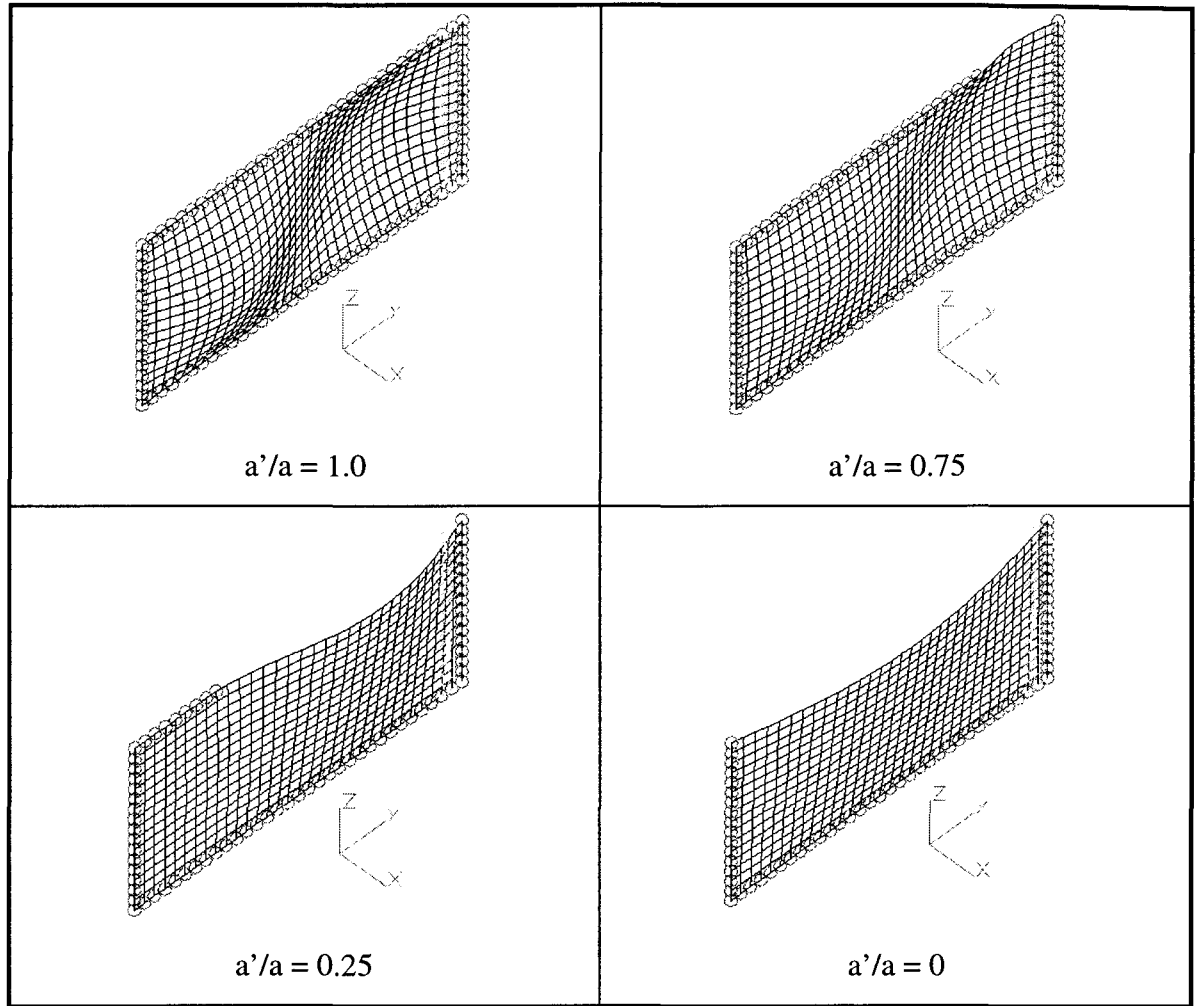 Z
Y
X
a’/a = 1.0
Z
Y
X
a’/a = 0.75
Z
Y
X
a’/a = 0.25
Z
Y
X
a’/a = 0